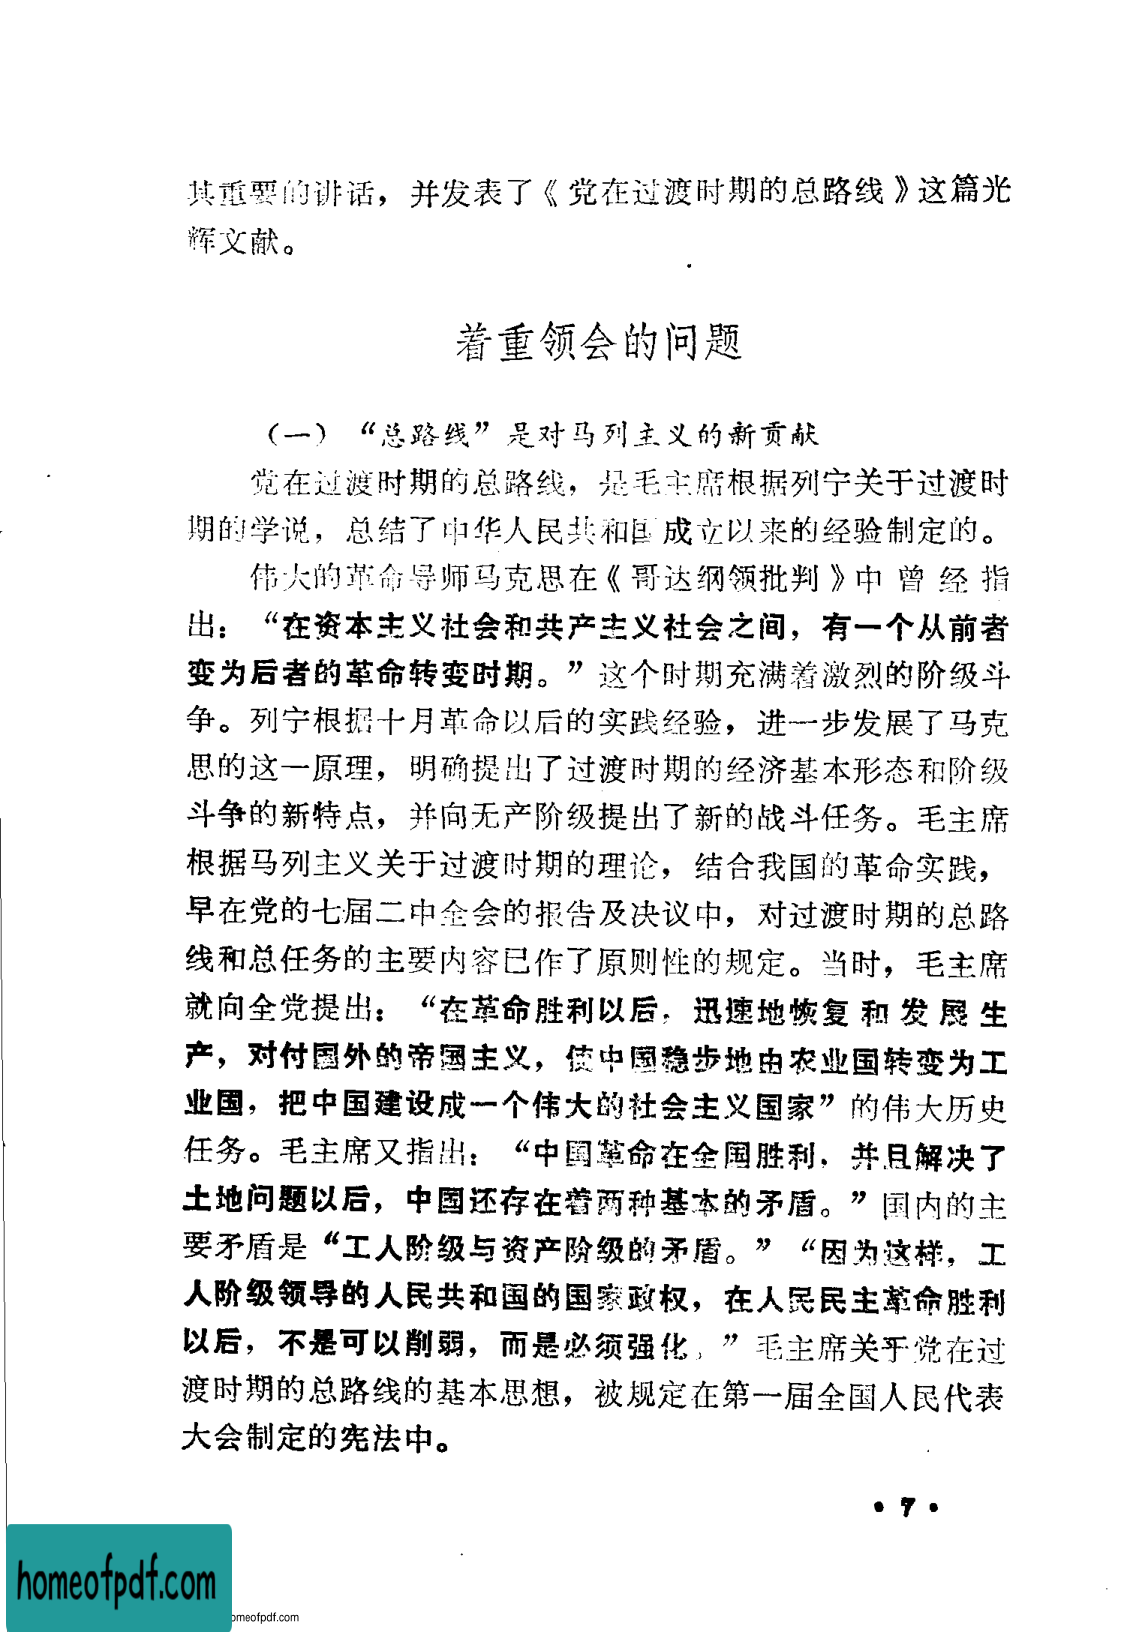 其重要的讲话，并发表了《党在过渡时期的总路线》这篇光
辉文献。
着重领会的问题
（一）“总路线”是对马列主义的新贡献
党在过渡时期的总路线，是毛主席根据列宁关于过渡时
期的学说，总结了中华人民共和国成立以来的经验制定的。
伟大的革命导师马克思在《哥达纲领批判》中曾经指
出：“在资本主义社会和共产主义社会之间，有一个从前者
变为后者的革命转变时期。”这个时期充满着激烈的阶级斗
争。列宁根据十月革命以后的实践经验，进一步发展了马克
思的这一原理，明确提出了过渡时期的经济基本形态和阶级
斗争的新特点，并向无产阶级提出了新的战斗任务。毛主席
根据马列主义关于过渡时期的理论，结合我国的革命实践，
早在党的七届二中全会的报告及决议中，对过渡时期的总路
线和总任务的主要内容已作了原则性的规定。当时，毛主席
就向全党提出：“在革命胜利以后，迅速地恢复和发展生
产，对付国外的帝国主义，使中国稳步地由农业国转变为工
业国，把中国建设成一个伟大的社会主义国家”的伟大历史
任务。毛主席又指出：“中国革命在全国胜利，并且解决了
土地问题以后，中国还存在着两种基本的矛盾。”国内的主
要矛盾是“工人阶级与资产阶级的矛盾。”“因为这样，工
人阶级领导的人民共和国的国家政权，在人民民主革命胜利
以后，不是可以削弱，而是必须强化。”毛主席关于党在过
渡时期的总路线的基本思想，被规定在第一届全国人民代表
大会制定的宪法中。
• 7 •
homeofpdf.com
omeofpdf.com